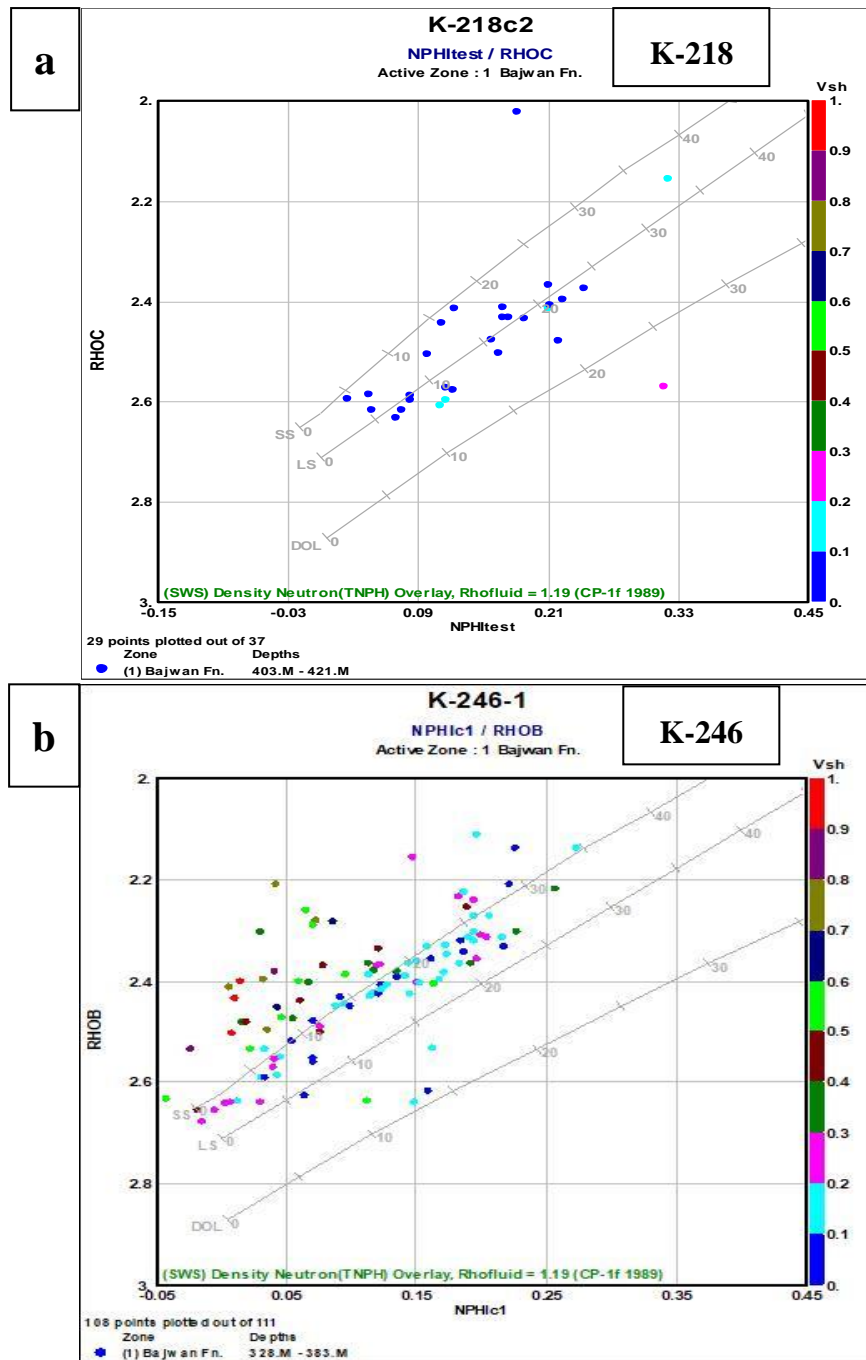 a
K-218c2
NPHItest / RHOC
Active Zone : 1 Bajwan Fn.
K-218
Vsh
2.
2.2
2.4
2.6
2.8
3.
RHOC
SS 0
10
20
30
40
LS 0
10
20
30
40
DOL 0
10
20
30
1.
0.9
0.8
0.7
0.6
0.5
0.4
0.3
0.2
0.1
0.
(SWS) Density Neutron(TNPH) Overlay, Rhofluid = 1.19 (CP-1f 1989)
-0.15 -0.03 0.09 0.21 0.33 0.45
NPHItest
29 points plotted out of 37
Zone Depths
(1) Bajwan Fn. 403.M - 421.M
b
K-246-1
NPHIc1 / RHOB
Active Zone : 1 Bajwan Fn.
K-246
Vsh
2.
2.2
2.4
2.6
2.8
3.
RHOB
SS 0
10
20
30
40
LS 0
10
20
30
40
DOL 0
10
20
30
1.
0.9
0.8
0.7
0.6
0.5
0.4
0.3
0.2
0.1
0.
(SWS) Density Neutron(TNPH) Overlay, Rhofluid = 1.19 (CP-1f 1989)
-0.05 0.05 0.15 0.25 0.35 0.45
NPHIc1
108 points plotted out of 111
Zone Depths
(1) Bajwan Fn. 328.M - 383.M